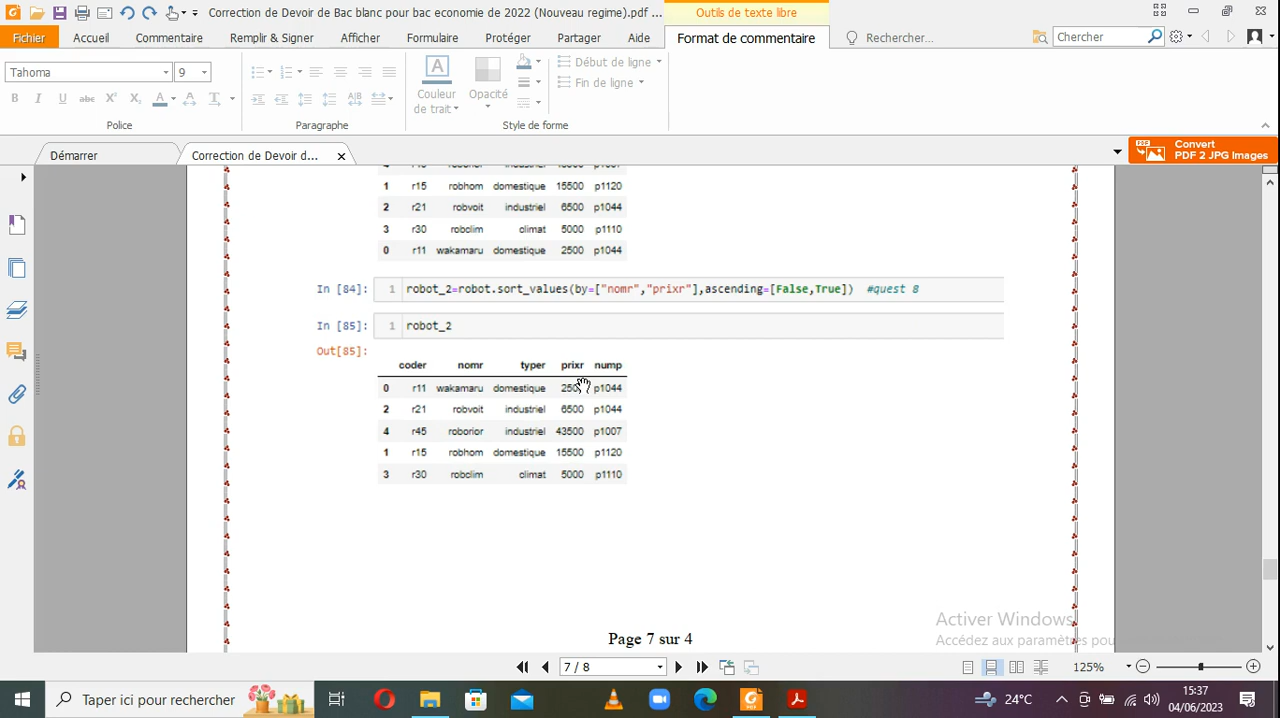 Correction de Devoir de Bac blanc pour bac economie de 2022 (Nouveau regime).pdf ...
Outils de texte libre
Fichier Accueil Commentaire Remplir & Signer Afficher Formulaire Protéger Partager Aide Format de commentaire Rechercher... Chercher
Tahoma 9
Début de ligne
Fin de ligne
Couleur de trait
Opacité
Police Paragraphe Style de forme
Démarrer Correction de Devoir d...
Convert
PDF 2 JPG Images
1 r15 robhom domestique 15500 p1120
2 r21 robvoit industriel 6500 p1044
3 r30 robclim climat 5000 p1110
0 r11 wakamaru domestique 2500 p1044
In [84]: 1 robot_2=robot.sort_values(by=["nomr","prixr"],ascending=[False,True]) #quest 8
In [85]: 1 robot_2
Out[85]:
coder nomr typer prixr nump
0 r11 wakamaru domestique 2500 p1044
2 r21 robvoit industriel 6500 p1044
4 r45 roborior industriel 43500 p1007
1 r15 robhom domestique 15500 p1120
3 r30 robclim climat 5000 p1110
Activer Windows
Accédez aux paramètres pou
Page 7 sur 4
7 / 8
125%
Taper ici pour rechercher
24°C
15:37
04/06/2023